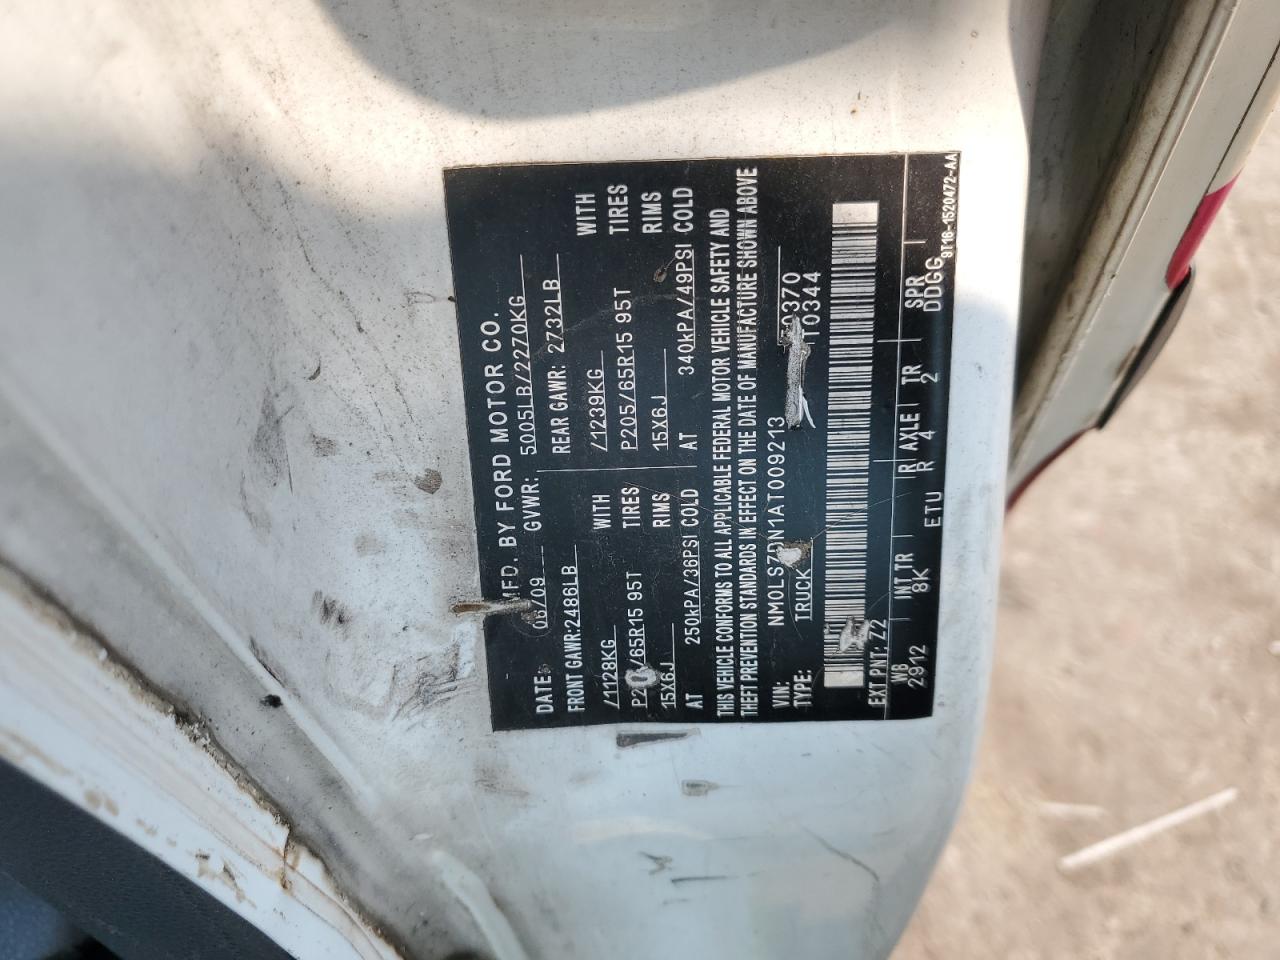 MFD. BY FORD MOTOR CO.
DATE: 06/09 GVWR: 5005LB/2270KG
FRONT GAWR:2486LB REAR GAWR: 2732LB
/1128KG WITH /1239KG WITH
/65R15 95T TIRES P205/65R15 95T TIRES
15X6J RIMS 15X6J RIMS
AT 250kPA/36PSI COLD AT 340kPA/49PSI COLD
THIS VEHICLE CONFORMS TO ALL APPLICABLE FEDERAL MOTOR VEHICLE SAFETY AND
THEFT PREVENTION STANDARDS IN EFFECT ON THE DATE OF MANUFACTURE SHOWN ABOVE
VIN: NM0LS7DN1AT009213
TYPE: TRUCK T0344
EXT PNT: Z2
WB INT TR R AXLE TR SPR
2912 8K R 4 2 DDGG
ETU
9T16-1520472-AA